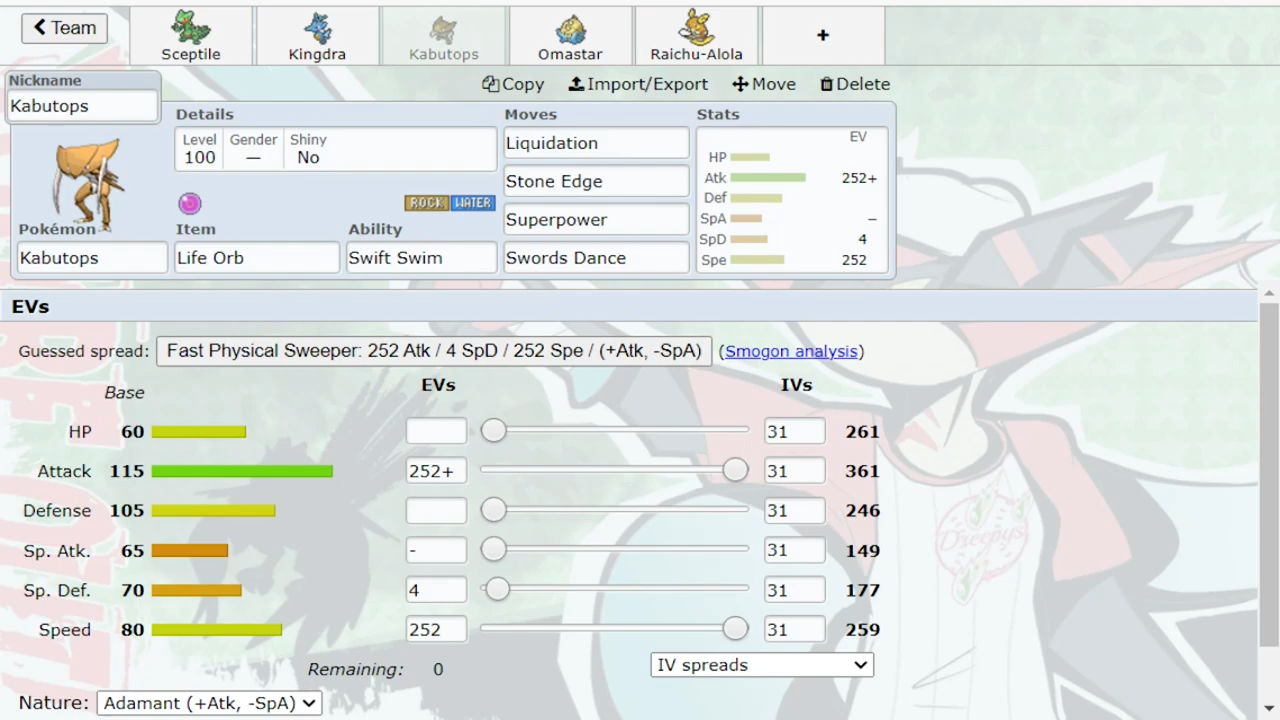 Team
Sceptile
Kingdra
Kabutops
Omastar
Raichu-Alola
+
Copy Import/Export Move Delete
Nickname
Kabutops
Details
Level Gender Shiny
100 — No
ROCK WATER
Pokémon
Kabutops
Item
Life Orb
Ability
Swift Swim
Moves
Liquidation
Stone Edge
Superpower
Swords Dance
Stats
EV
HP
Atk 252+
Def
SpA –
SpD 4
Spe 252
EVs
Guessed spread: Fast Physical Sweeper: 252 Atk / 4 SpD / 252 Spe / (+Atk, -SpA) (Smogon analysis)
Base EVs IVs
HP 60 31 261
Attack 115 252+ 31 361
Defense 105 31 246
Sp. Atk. 65 - 31 149
Sp. Def. 70 4 31 177
Speed 80 252 31 259
Remaining: 0 IV spreads
Nature: Adamant (+Atk, -SpA)
Dreepys